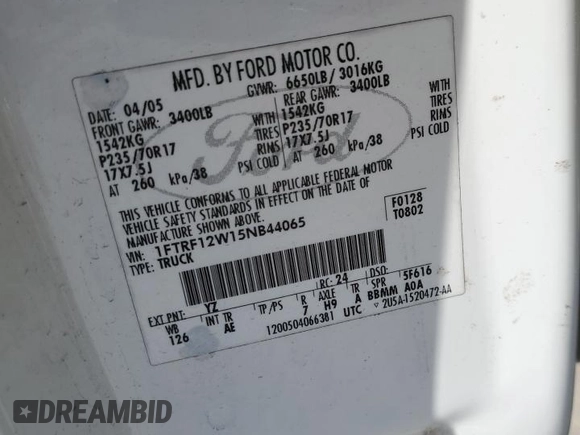 MFD. BY FORD MOTOR CO.
DATE: 04/05 GVWR: 6650LB/ 3016KG
FRONT GAWR: 3400LB REAR GAWR: 3400LB
1542KG WITH 1542KG WITH
P235/70R17 TIRES P235/70R17 TIRES
17X7.5J RIMS 17X7.5J RIMS
AT 260 kPa/38 PSI COLD AT 260 kPa/38 PSI COLD
THIS VEHICLE CONFORMS TO ALL APPLICABLE FEDERAL MOTOR
VEHICLE SAFETY STANDARDS IN EFFECT ON THE DATE OF
MANUFACTURE SHOWN ABOVE.
VIN: 1FTRF12W15NB44065
TYPE: TRUCK
F0128
T0802
Ford
EXT PNT: YZ RC: 24 DSO:
WB INT TR TP/PS R AXLE TR SPR 5F616
126 AE 7 H9 A BBMM A0A
1200504066381 UTC ▽ 2U5A-1520472-AA
DREAMBID